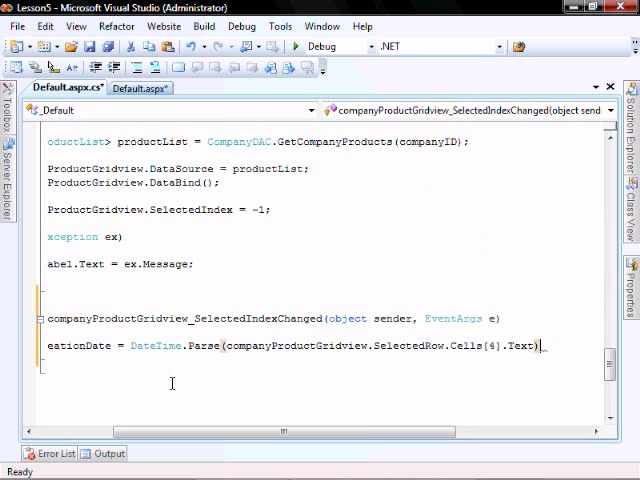 Lesson5 - Microsoft Visual Studio (Administrator)
File Edit View Refactor Website Build Debug Tools Test Window Help
Debug .NET
Default.aspx.cs* Default.aspx*
_Default companyProductGridview_SelectedIndexChanged(object send
oductList> productList = CompanyDAC.GetCompanyProducts(companyID);
ProductGridview.DataSource = productList;
ProductGridview.DataBind();
ProductGridview.SelectedIndex = -1;
xception ex)
abel.Text = ex.Message;
companyProductGridview_SelectedIndexChanged(object sender, EventArgs e)
eationDate = DateTime.Parse(companyProductGridview.SelectedRow.Cells[4].Text)
Toolbox
Server Explorer
Solution Explorer
Class View
Properties
Error List Output
Ready